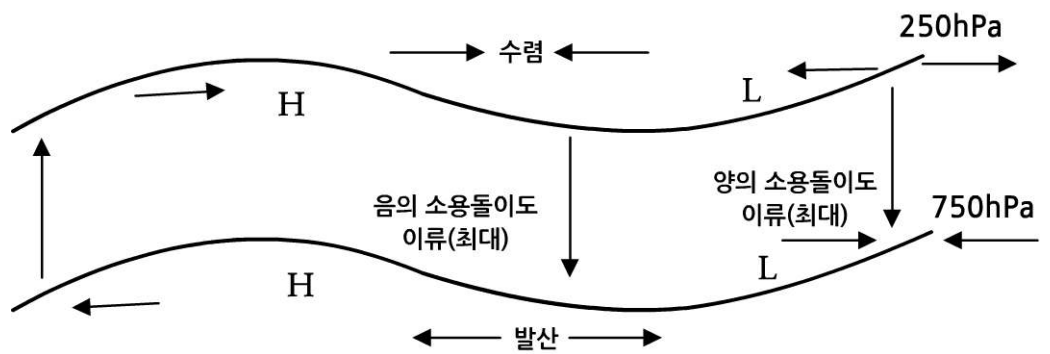 250hPa
수렴
L
H
양의 소용돌이도
이류(최대)
음의 소용돌이도
이류(최대)
750hPa
L
H
발산